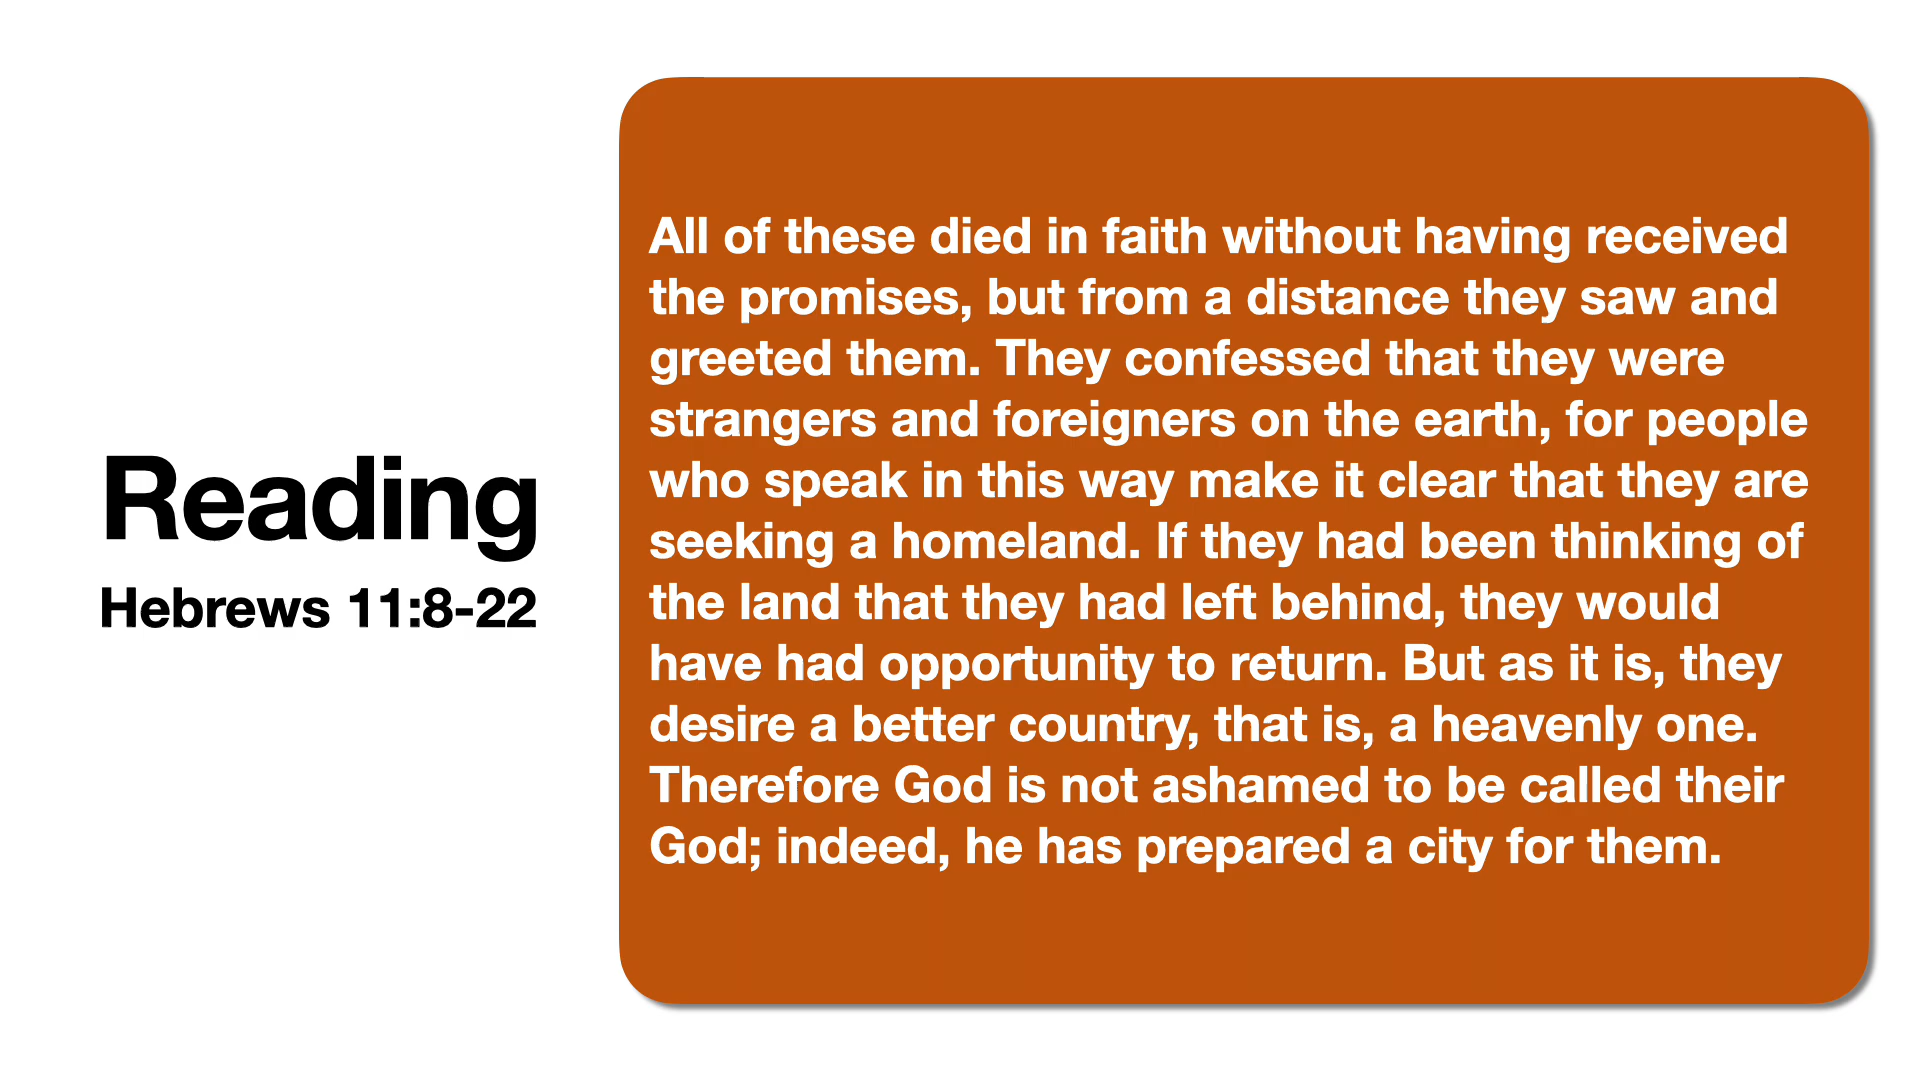 Reading
Hebrews 11:8-22
All of these died in faith without having received
the promises, but from a distance they saw and
greeted them. They confessed that they were
strangers and foreigners on the earth, for people
who speak in this way make it clear that they are
seeking a homeland. If they had been thinking of
the land that they had left behind, they would
have had opportunity to return. But as it is, they
desire a better country, that is, a heavenly one.
Therefore God is not ashamed to be called their
God; indeed, he has prepared a city for them.